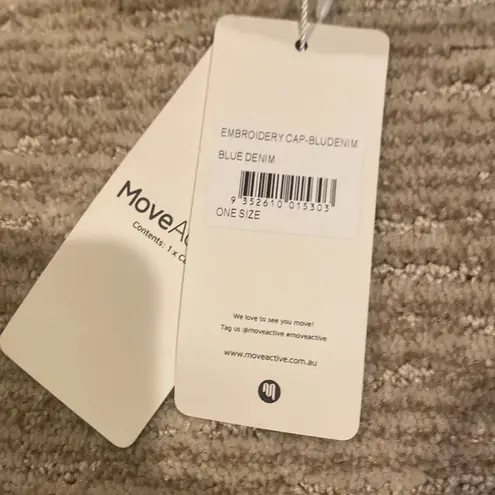 EMBROIDERY CAP-BLUDENIM
BLUE DENIM
9 352610 015303
ONE SIZE
We love to see you move!
Tag us @moveactive #moveactive
www.moveactive.com.au
Contents: 1 x